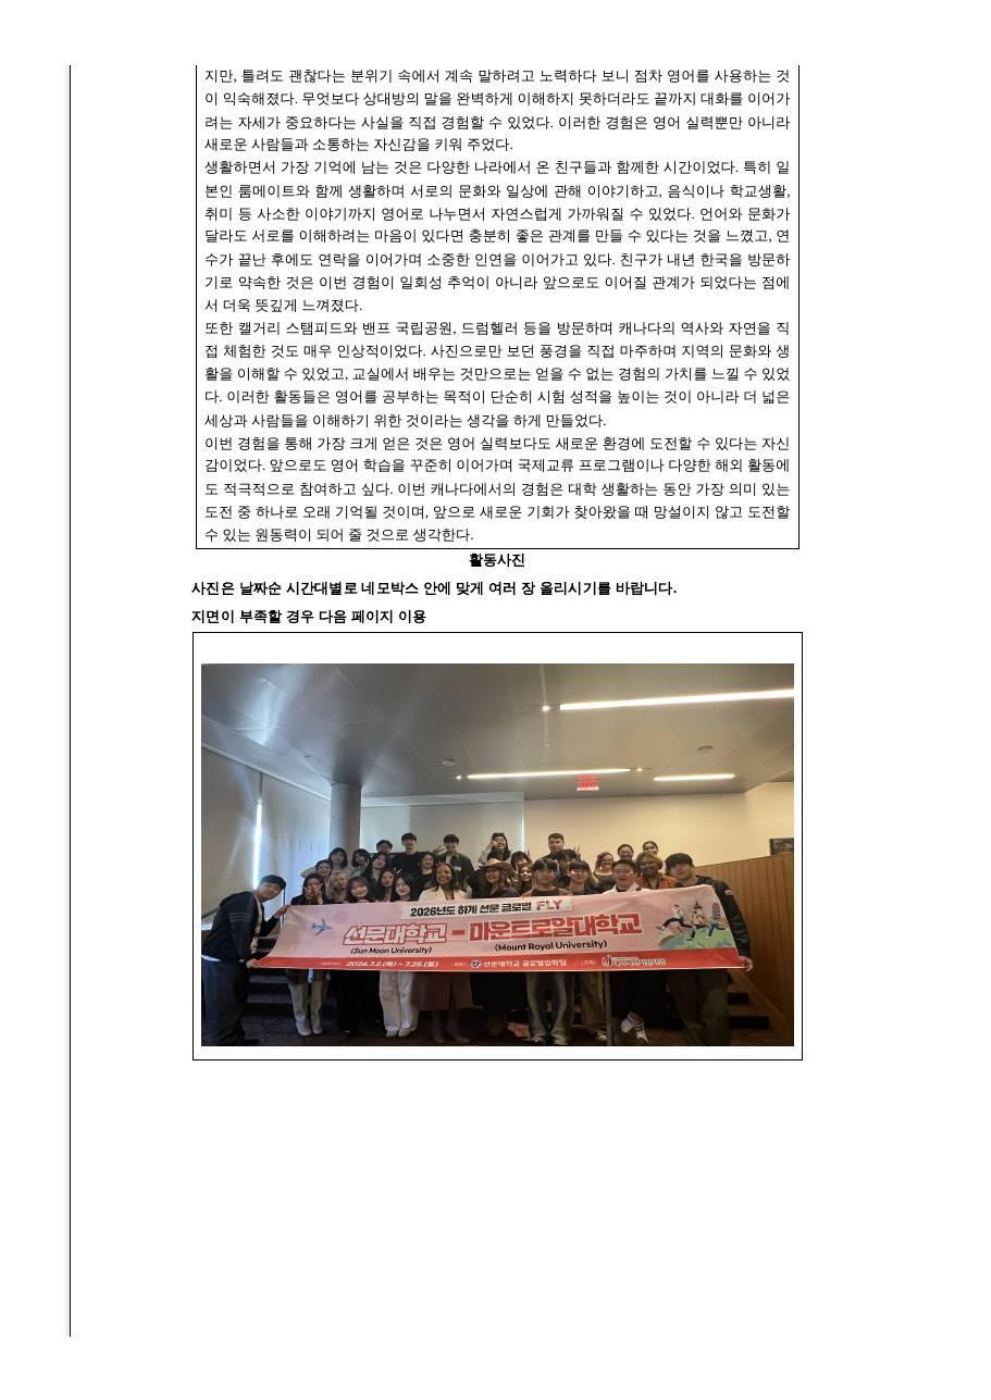 지만, 틀려도 괜찮다는 분위기 속에서 계속 말하려고 노력하다 보니 점차 영어를 사용하는 것
이 익숙해졌다. 무엇보다 상대방의 말을 완벽하게 이해하지 못하더라도 끝까지 대화를 이어가
려는 자세가 중요하다는 사실을 직접 경험할 수 있었다. 이러한 경험은 영어 실력뿐만 아니라
새로운 사람들과 소통하는 자신감을 키워 주었다.
생활하면서 가장 기억에 남는 것은 다양한 나라에서 온 친구들과 함께한 시간이었다. 특히 일
본인 룸메이트와 함께 생활하며 서로의 문화와 일상에 관해 이야기하고, 음식이나 학교생활,
취미 등 사소한 이야기까지 영어로 나누면서 자연스럽게 가까워질 수 있었다. 언어와 문화가
달라도 서로를 이해하려는 마음이 있다면 충분히 좋은 관계를 만들 수 있다는 것을 느꼈고, 연
수가 끝난 후에도 연락을 이어가며 소중한 인연을 이어가고 있다. 친구가 내년 한국을 방문하
기로 약속한 것은 이번 경험이 일회성 추억이 아니라 앞으로도 이어질 관계가 되었다는 점에
서 더욱 뜻깊게 느껴졌다.
또한 캘거리 스탬피드와 밴프 국립공원, 드럼헬러 등을 방문하며 캐나다의 역사와 자연을 직
접 체험한 것도 매우 인상적이었다. 사진으로만 보던 풍경을 직접 마주하며 지역의 문화와 생
활을 이해할 수 있었고, 교실에서 배우는 것만으로는 얻을 수 없는 경험의 가치를 느낄 수 있었
다. 이러한 활동들은 영어를 공부하는 목적이 단순히 시험 성적을 높이는 것이 아니라 더 넓은
세상과 사람들을 이해하기 위한 것이라는 생각을 하게 만들었다.
이번 경험을 통해 가장 크게 얻은 것은 영어 실력보다도 새로운 환경에 도전할 수 있다는 자신
감이었다. 앞으로도 영어 학습을 꾸준히 이어가며 국제교류 프로그램이나 다양한 해외 활동에
도 적극적으로 참여하고 싶다. 이번 캐나다에서의 경험은 대학 생활하는 동안 가장 의미 있는
도전 중 하나로 오래 기억될 것이며, 앞으로 새로운 기회가 찾아왔을 때 망설이지 않고 도전할
수 있는 원동력이 되어 줄 것으로 생각한다.
활동사진
사진은 날짜순 시간대별로 네모박스 안에 맞게 여러 장 올리시기를 바랍니다.
지면이 부족할 경우 다음 페이지 이용
2026년도 하계 선문 글로벌 FLY
선문대학교 - 마운트로얄대학교
(Sun Moon University) (Mount Royal University)
2026.7.2.(목) ~ 7.26.(일) 선문대학교 글로벌협력팀